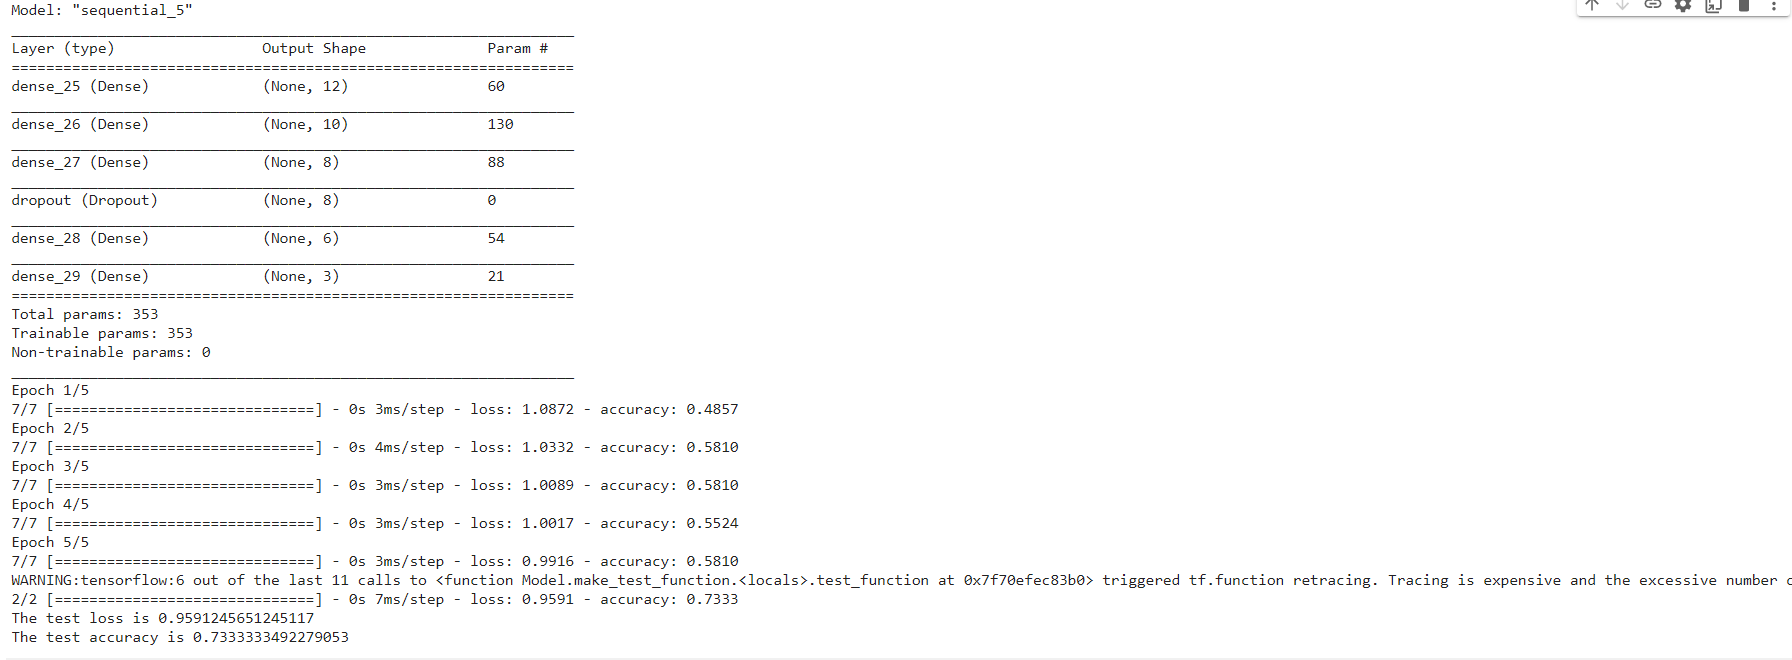 Model: "sequential_5"
_________________________________________________________________
Layer (type)                 Output Shape              Param #
=================================================================
dense_25 (Dense)             (None, 12)                60
_________________________________________________________________
dense_26 (Dense)             (None, 10)                130
_________________________________________________________________
dense_27 (Dense)             (None, 8)                 88
_________________________________________________________________
dropout (Dropout)            (None, 8)                 0
_________________________________________________________________
dense_28 (Dense)             (None, 6)                 54
_________________________________________________________________
dense_29 (Dense)             (None, 3)                 21
=================================================================
Total params: 353
Trainable params: 353
Non-trainable params: 0
_________________________________________________________________
Epoch 1/5
7/7 [==============================] - 0s 3ms/step - loss: 1.0872 - accuracy: 0.4857
Epoch 2/5
7/7 [==============================] - 0s 4ms/step - loss: 1.0332 - accuracy: 0.5810
Epoch 3/5
7/7 [==============================] - 0s 3ms/step - loss: 1.0089 - accuracy: 0.5810
Epoch 4/5
7/7 [==============================] - 0s 3ms/step - loss: 1.0017 - accuracy: 0.5524
Epoch 5/5
7/7 [==============================] - 0s 3ms/step - loss: 0.9916 - accuracy: 0.5810
WARNING:tensorflow:6 out of the last 11 calls to <function Model.make_test_function.<locals>.test_function at 0x7f70efec83b0> triggered tf.function retracing. Tracing is expensive and the excessive number
2/2 [==============================] - 0s 7ms/step - loss: 0.9591 - accuracy: 0.7333
The test loss is 0.9591245651245117
The test accuracy is 0.7333333492279053